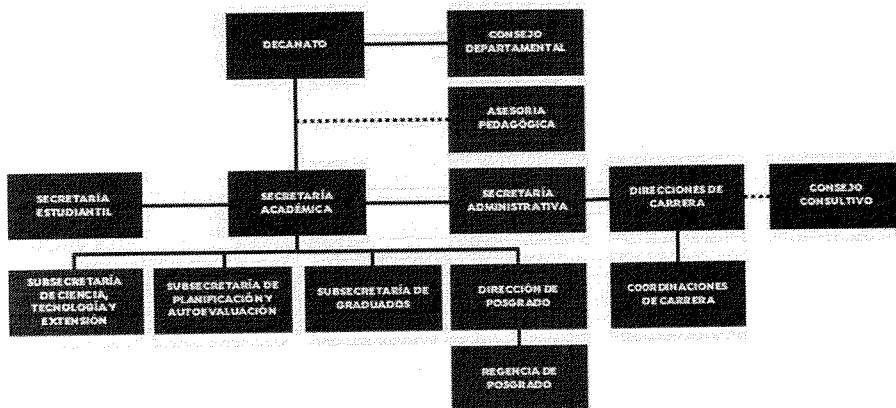 DECANATO
CONSEJO
DEPARTAMENTAL
ASESORIA
PEDAGÓGICA
SECRETARÍA
ESTUDIANTIL
SECRETARÍA
ACADÉMICA
SECRETARÍA
ADMINISTRATIVA
DIRECCIONES DE
CARRERA
CONSEJO
CONSULTIVO
SUBSECRETARÍA
DE CIENCIA,
TECNOLOGÍA Y
EXTENSIÓN
SUBSECRETARÍA DE
PLANIFICACIÓN Y
AUTOEVALUACIÓN
SUBSECRETARÍA DE
GRADUADOS
DIRECCIÓN DE
POSGRADO
COORDINACIONES
DE CARRERA
REGENCIA DE
POSGRADO